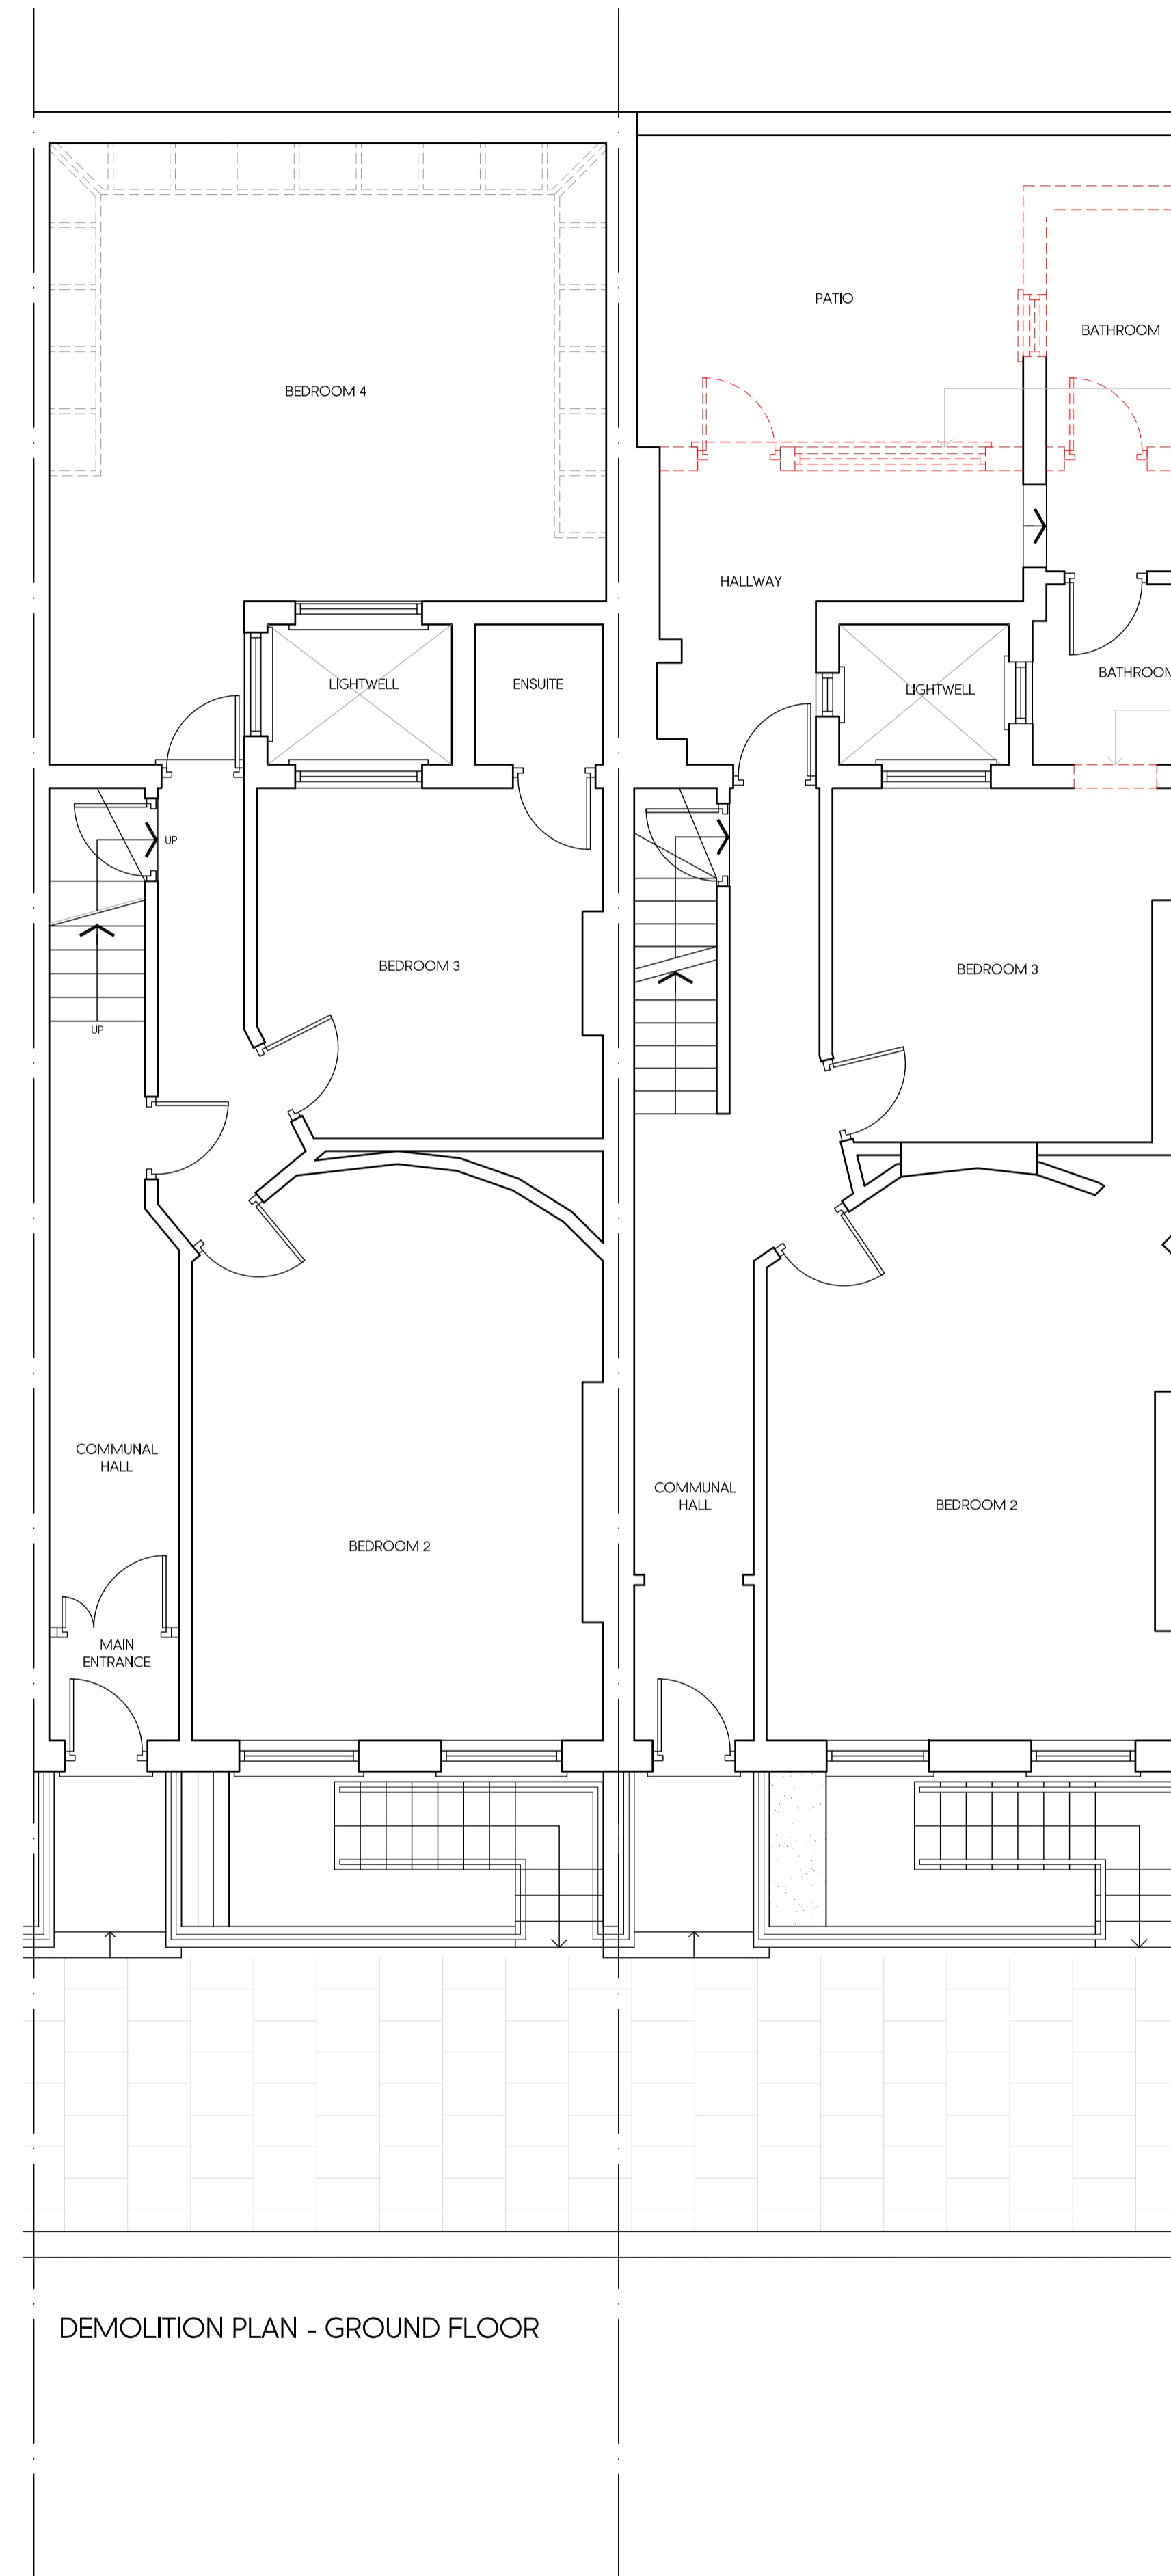 PATIO
BATHROOM
BEDROOM 4
HALLWAY
LIGHTWELL
ENSUITE
LIGHTWELL
BATHROOM
UP
BEDROOM 3
BEDROOM 3
UP
COMMUNAL
HALL
COMMUNAL
HALL
BEDROOM 2
BEDROOM 2
MAIN
ENTRANCE
DEMOLITION PLAN - GROUND FLOOR